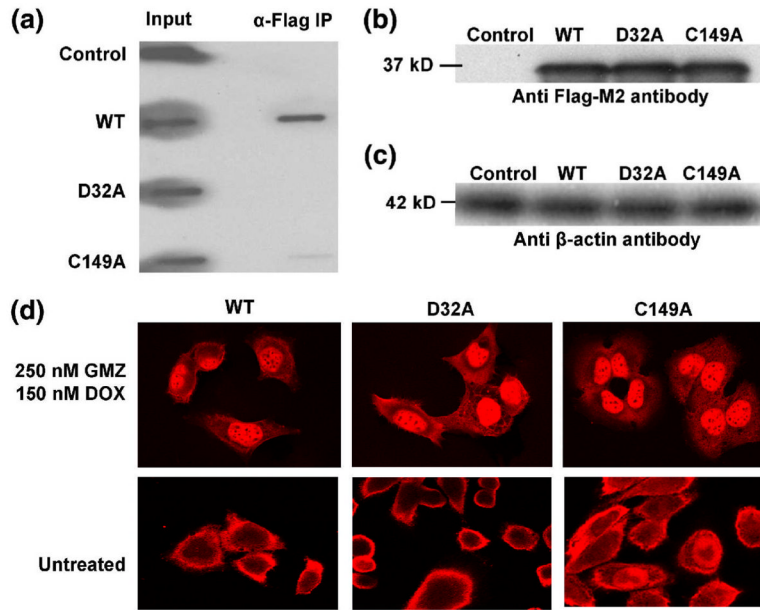 (a)
Input α-Flag IP
Control
WT
D32A
C149A
(b)
Control WT D32A C149A
37 kD
Anti Flag-M2 antibody
(c)
Control WT D32A C149A
42 kD
Anti β-actin antibody
(d)
WT D32A C149A
250 nM GMZ
150 nM DOX
Untreated